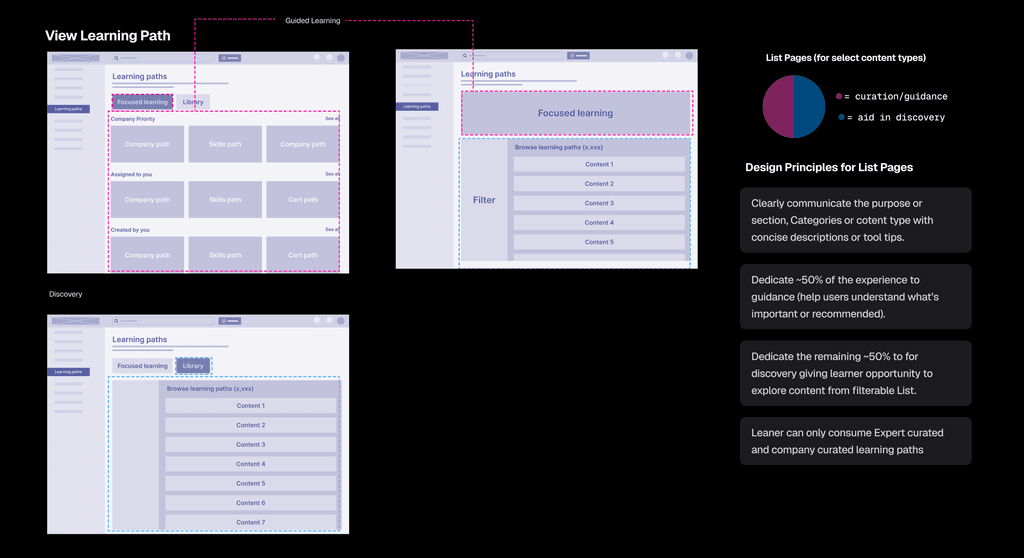 Guided Learning
View Learning Path
Learning paths
Learning paths
Focused learning
Library
Company Priority
See al
Company path
Skills path
Company path
Assigned to you
See al
Company path
Skills path
Cert path
Created by you
See al
Company path
Skills path
Cert path
Learning paths
Learning paths
Focused learning
Filter
Browse learning paths (x,xxx)
Content 1
Content 2
Content 3
Content 4
Content 5
Discovery
Learning paths
Learning paths
Focused learning
Library
Browse learning paths (x,xxx)
Content 1
Content 2
Content 3
Content 4
Content 5
Content 6
Content 7
List Pages (for select content types)
= curation/guidance
= aid in discovery
Design Principles for List Pages
Clearly communicate the purpose or
section, Categories or cotent type with
concise descriptions or tool tips.
Dedicate ~50% of the experience to
guidance (help users understand what's
important or recommended).
Dedicate the remaining ~50% to for
discovery giving learner opportunity to
explore content from filterable List.
Leaner can only consume Expert curated
and company curated learning paths